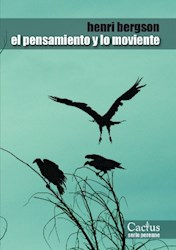 henri bergson
el pensamiento y lo moviente
Cactus
serie perenne